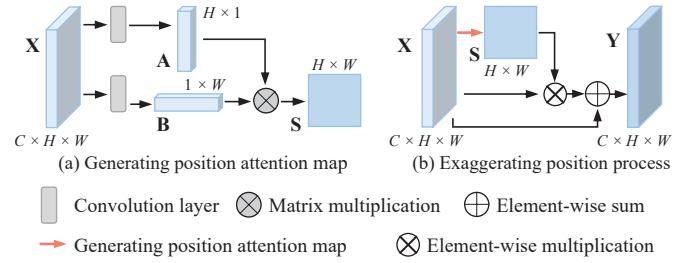 X
A
H × 1
B
1 × W
S
H × W
C × H × W
(a) Generating position attention map
X
S
H × W
Y
C × H × W
C × H × W
(b) Exaggerating position process
Convolution layer
Matrix multiplication
Element-wise sum
Generating position attention map
Element-wise multiplication